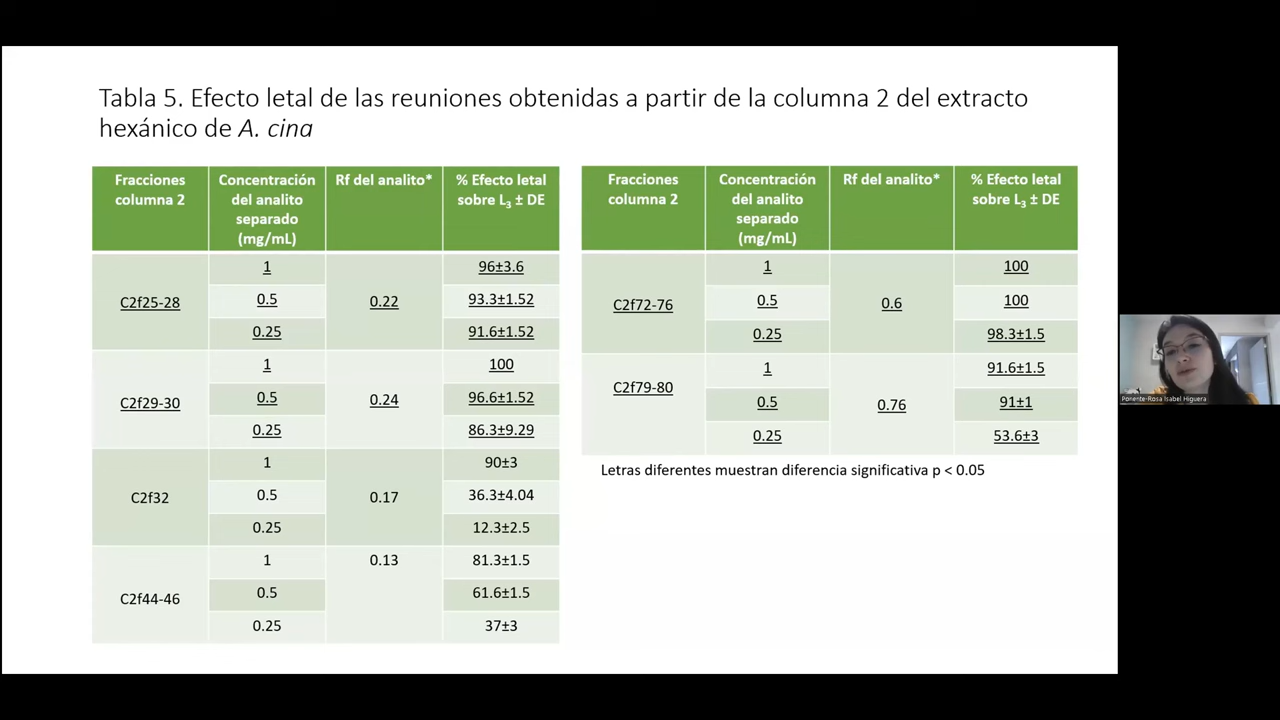 Tabla 5. Efecto letal de las reuniones obtenidas a partir de la columna 2 del extracto
hexánico de A. cina
Fracciones columna 2 Concentración del analito separado (mg/mL) Rf del analito* % Efecto letal sobre L3 ± DE
C2f25-28 1 0.22 96±3.6
0.5 93.3±1.52
0.25 91.6±1.52
C2f29-30 1 0.24 100
0.5 96.6±1.52
0.25 86.3±9.29
C2f32 1 0.17 90±3
0.5 36.3±4.04
0.25 12.3±2.5
C2f44-46 1 0.13 81.3±1.5
0.5 61.6±1.5
0.25 37±3
Fracciones columna 2 Concentración del analito separado (mg/mL) Rf del analito* % Efecto letal sobre L3 ± DE
C2f72-76 1 0.6 100
0.5 100
0.25 98.3±1.5
C2f79-80 1 0.76 91.6±1.5
0.5 91±1
0.25 53.6±3
Letras diferentes muestran diferencia significativa p < 0.05
Ponente-Rosa Isabel Higuera